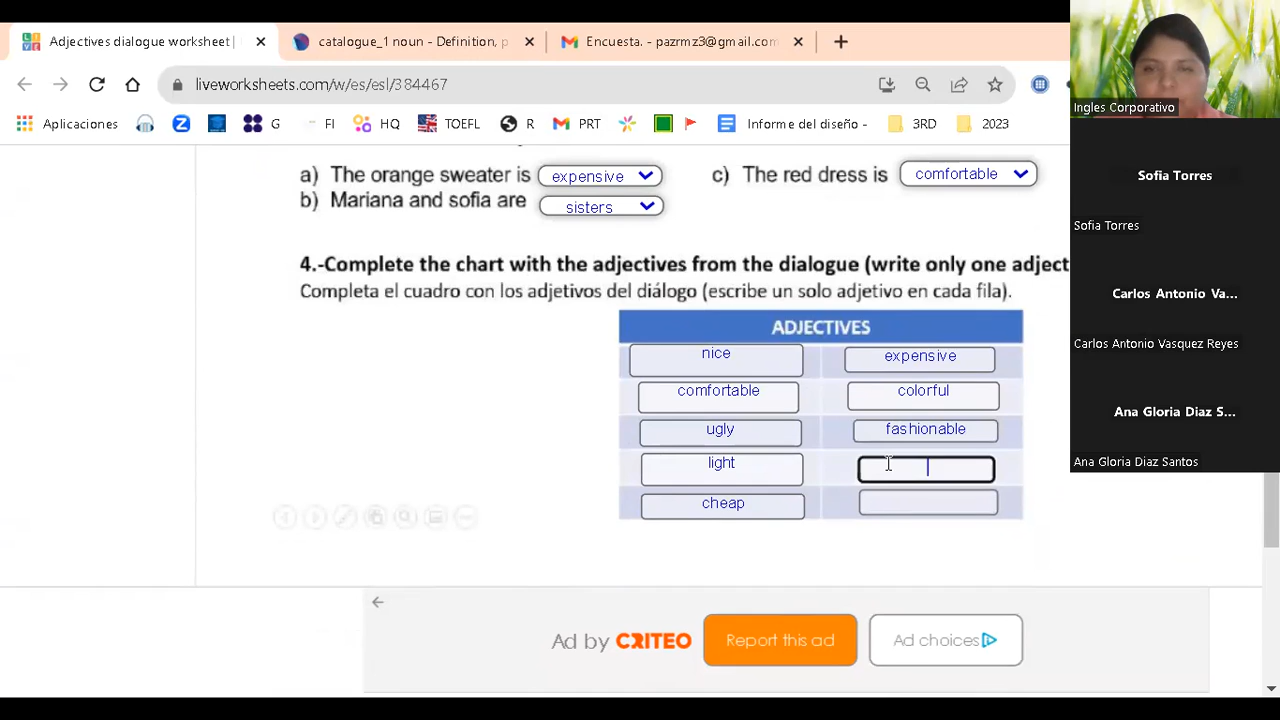 Adjectives dialogue worksheet |
catalogue_1 noun - Definition, p
Encuesta. - pazrmz3@gmail.com
liveworksheets.com/w/es/esl/384467
Aplicaciones
G
FI
HQ
TOEFL
R
PRT
Informe del diseño -
3RD
2023
Ingles Corporativo
a) The orange sweater is expensive
c) The red dress is comfortable
b) Mariana and sofia are sisters
4.-Complete the chart with the adjectives from the dialogue (write only one adject
Completa el cuadro con los adjetivos del diálogo (escribe un solo adjetivo en cada fila).
ADJECTIVES
nice expensive
comfortable colorful
ugly fashionable
light
cheap
Ad by CRITEO
Report this ad
Ad choices
Sofia Torres
Sofia Torres
Carlos Antonio Va...
Carlos Antonio Vasquez Reyes
Ana Gloria Diaz S...
Ana Gloria Diaz Santos